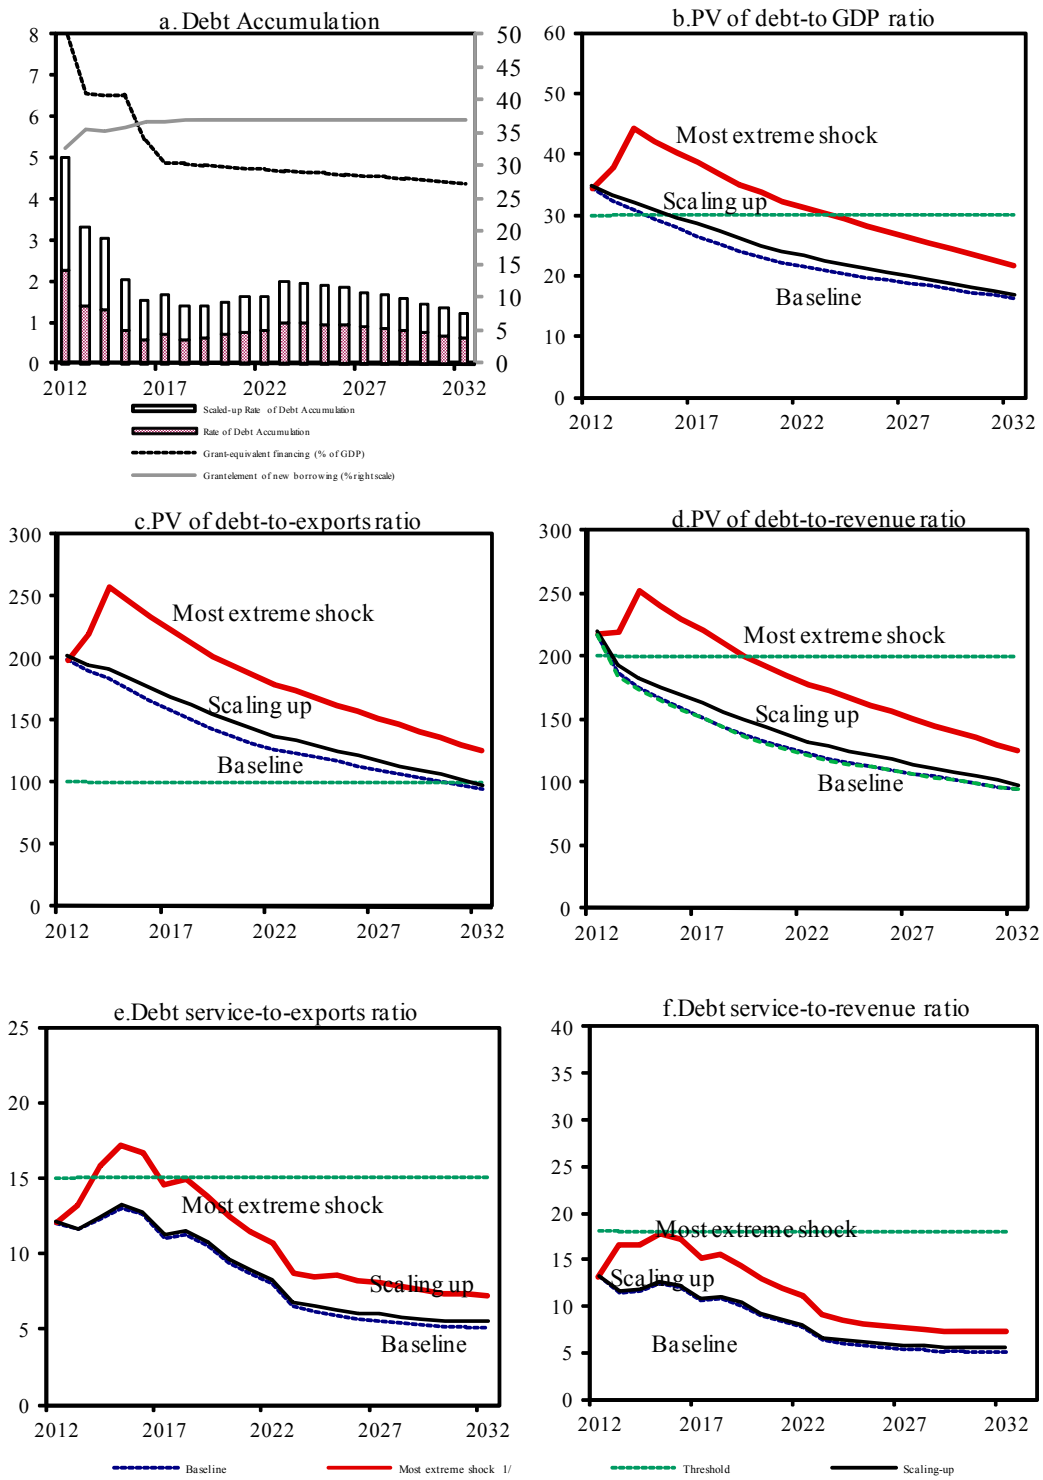 a. Debt Accumulation
8
7
6
5
4
3
2
1
0
50
45
40
35
30
25
20
15
10
5
0
2012 2017 2022 2027 2032
Scaled-up Rate of Debt Accumulation
Rate of Debt Accumulation
Grant-equivalent financing (% of GDP)
Grant element of new borrowing (% right scale)
b.PV of debt-to GDP ratio
60
50
40
30
20
10
0
Most extreme shock
Scaling up
Baseline
2012 2017 2022 2027 2032
c.PV of debt-to-exports ratio
300
250
200
150
100
50
0
Most extreme shock
Scaling up
Baseline
2012 2017 2022 2027 2032
d.PV of debt-to-revenue ratio
300
250
200
150
100
50
0
Most extreme shock
Scaling up
Baseline
2012 2017 2022 2027 2032
e.Debt service-to-exports ratio
25
20
15
10
5
0
Most extreme shock
Scaling up
Baseline
2012 2017 2022 2027 2032
f.Debt service-to-revenue ratio
40
35
30
25
20
15
10
5
0
Most extreme shock
Scaling up
Baseline
2012 2017 2022 2027 2032
Baseline Most extreme shock 1/ Threshold Scaling-up